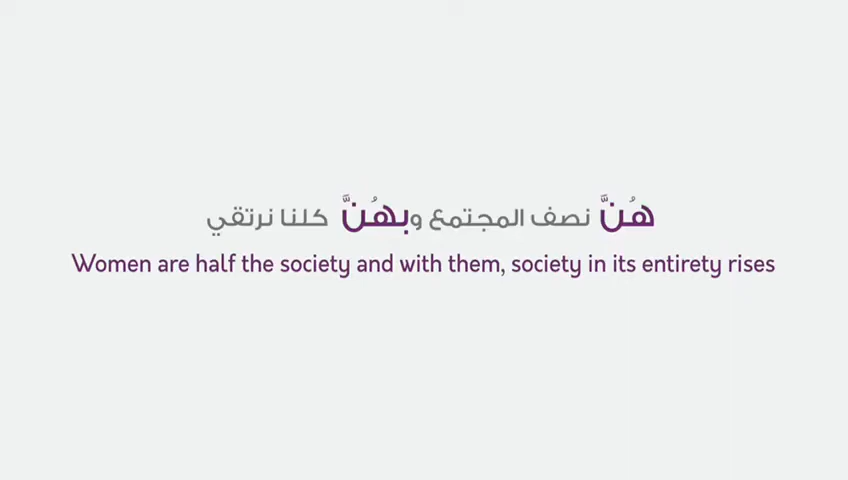 هُنَّ نصف المجتمع وبهُنَّ كلنا نرتقي
Women are half the society and with them, society in its entirety rises